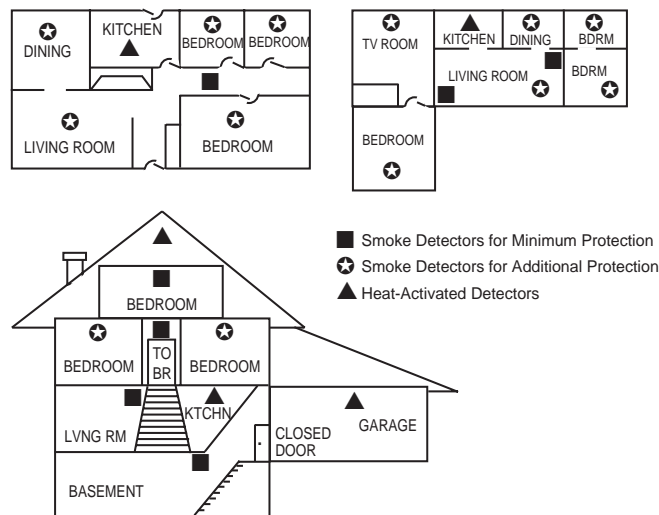 DINING
KITCHEN
BEDROOM
BEDROOM
LIVING ROOM
BEDROOM
TV ROOM
KITCHEN
DINING
BDRM
LIVING ROOM
BDRM
BEDROOM
Smoke Detectors for Minimum Protection
Smoke Detectors for Additional Protection
Heat-Activated Detectors
BEDROOM
BEDROOM
TO
BR
BEDROOM
LVNG RM
KTCHN
CLOSED
DOOR
GARAGE
BASEMENT